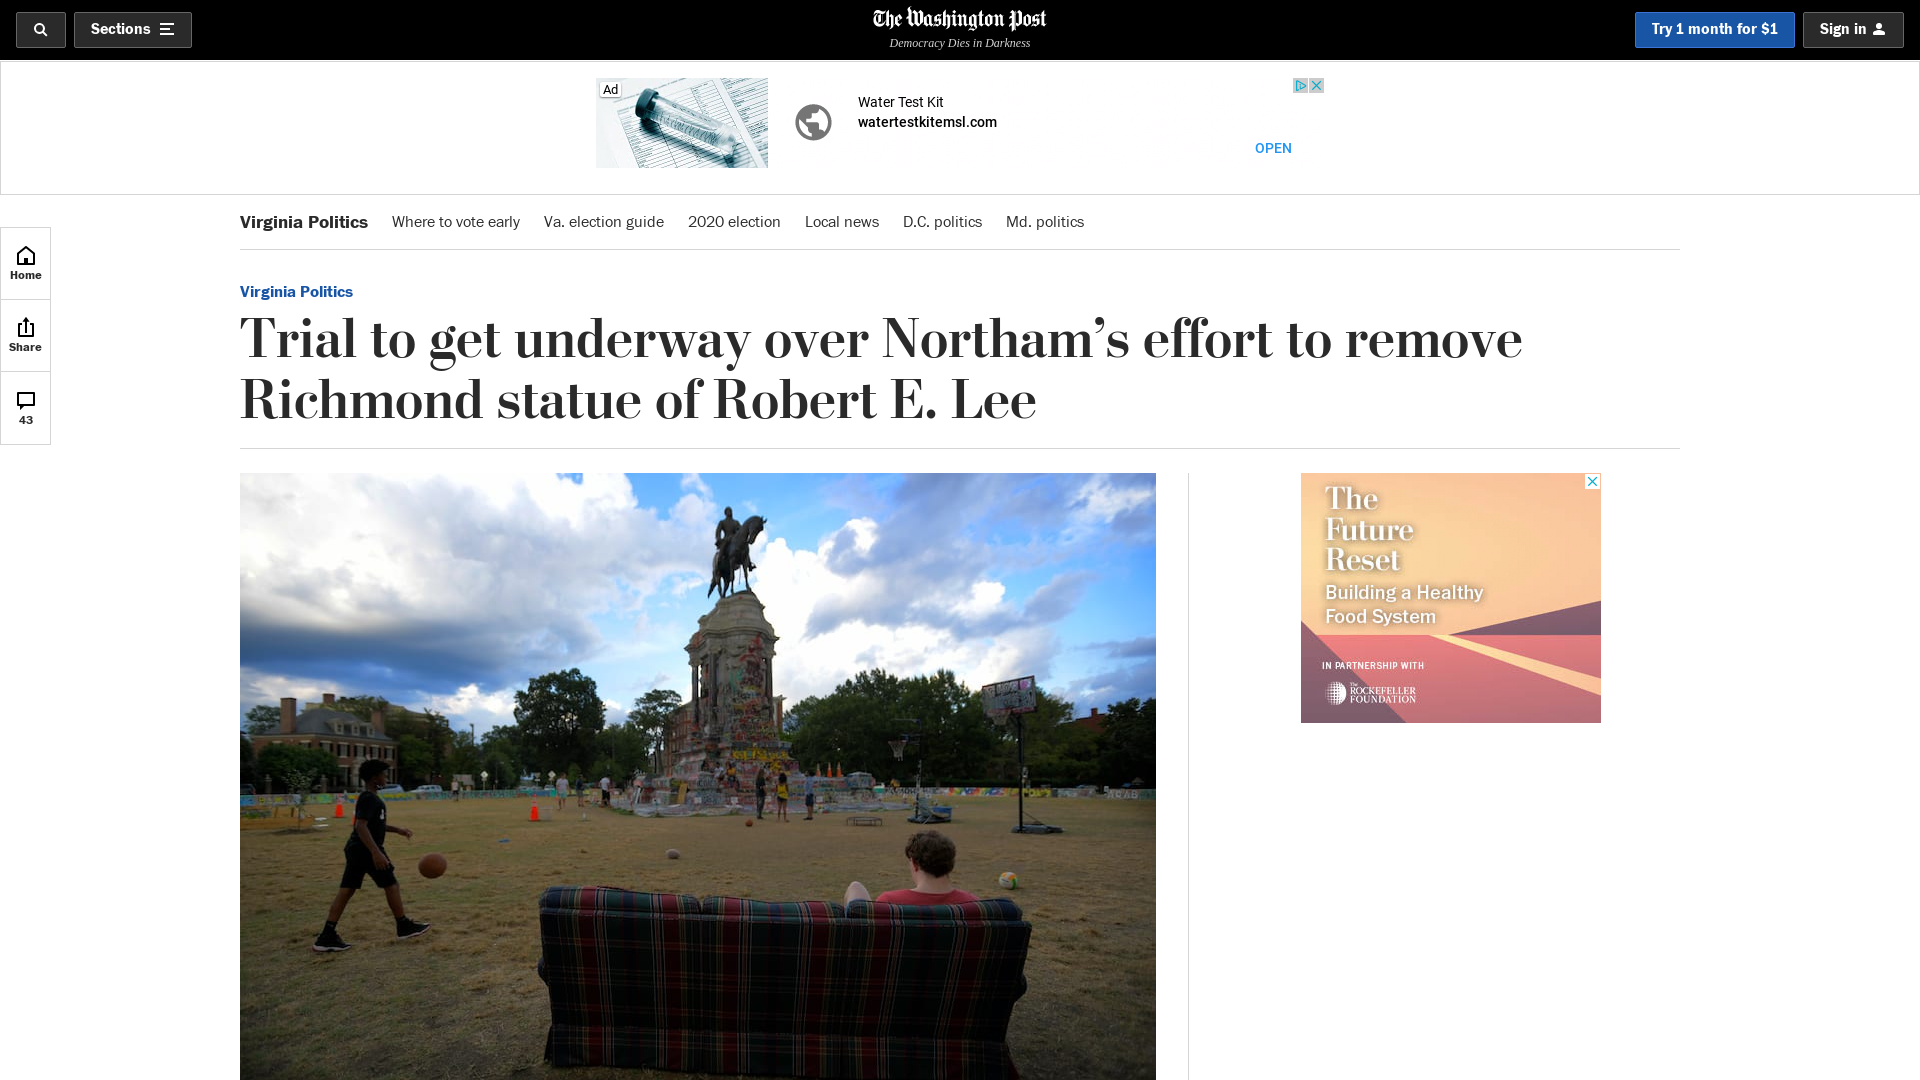 Sections
The Washington Post
Democracy Dies in Darkness
Try 1 month for $1
Sign in
Ad
Water Test Kit
watertestkitemsl.com
OPEN
Virginia Politics
Where to vote early
Va. election guide
2020 election
Local news
D.C. politics
Md. politics
Home
Share
43
Virginia Politics
Trial to get underway over Northam’s effort to remove
Richmond statue of Robert E. Lee
The
Future
Reset
Building a Healthy
Food System
IN PARTNERSHIP WITH
The
ROCKEFELLER
FOUNDATION